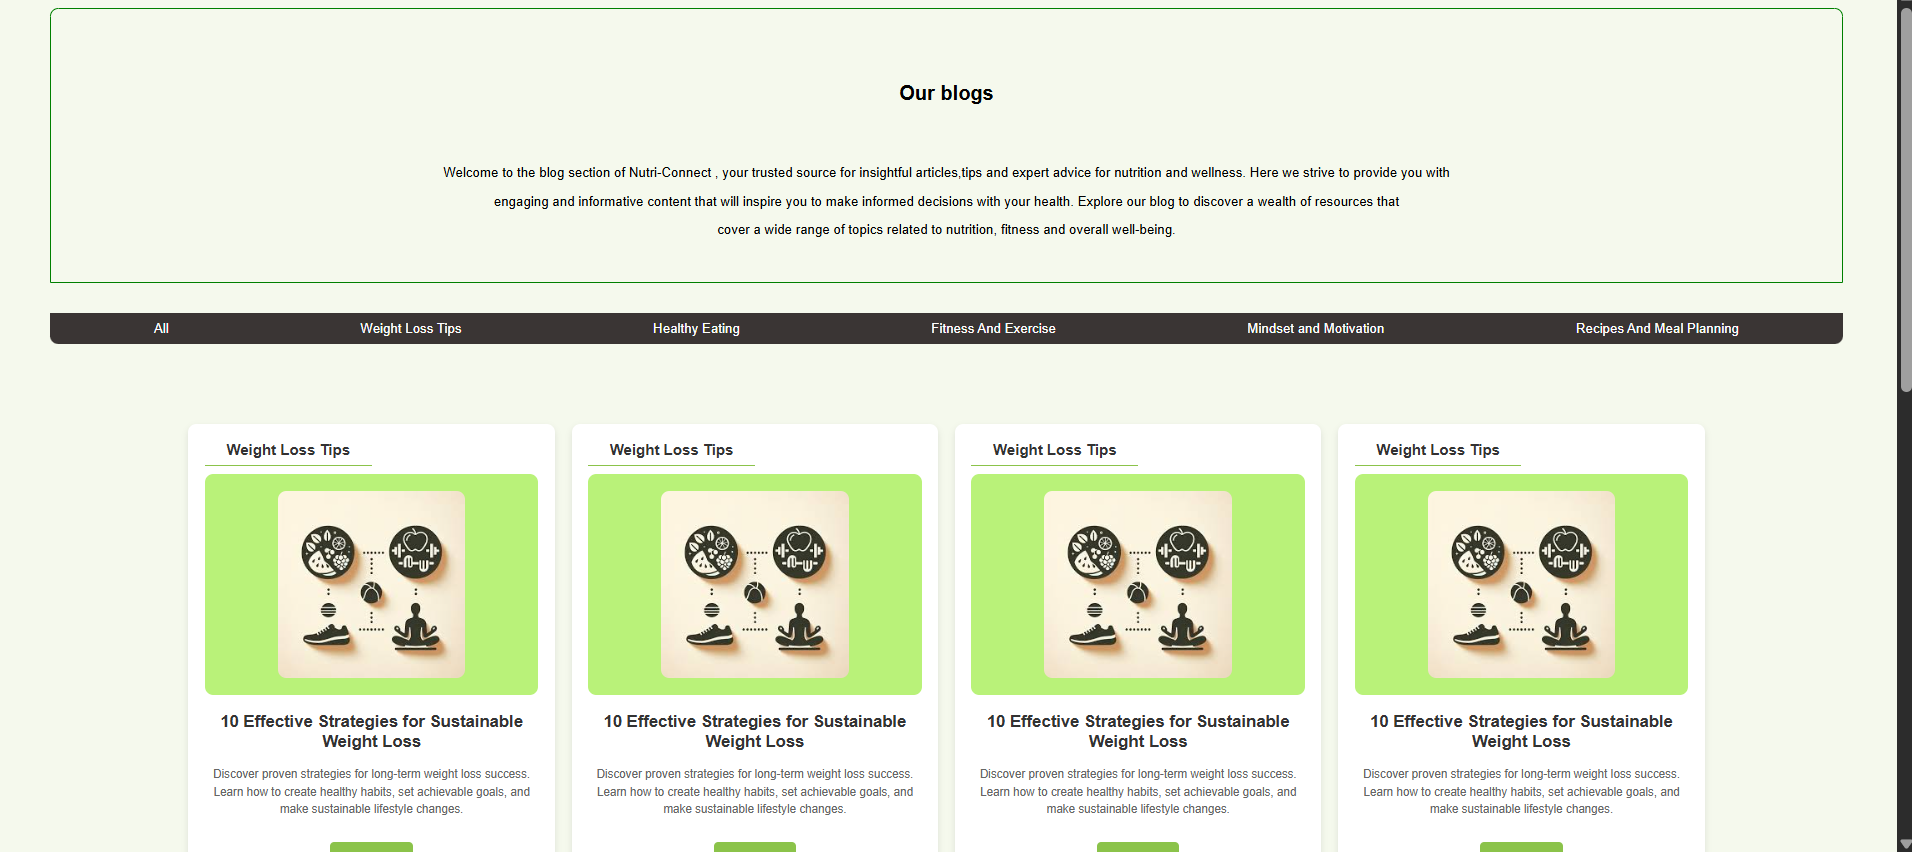 Our blogs
Welcome to the blog section of Nutri-Connect , your trusted source for insightful articles,tips and expert advice for nutrition and wellness. Here we strive to provide you with
engaging and informative content that will inspire you to make informed decisions with your health. Explore our blog to discover a wealth of resources that
cover a wide range of topics related to nutrition, fitness and overall well-being.
All
Weight Loss Tips
Healthy Eating
Fitness And Exercise
Mindset and Motivation
Recipes And Meal Planning
Weight Loss Tips
10 Effective Strategies for Sustainable
Weight Loss
Discover proven strategies for long-term weight loss success.
Learn how to create healthy habits, set achievable goals, and
make sustainable lifestyle changes.
Weight Loss Tips
10 Effective Strategies for Sustainable
Weight Loss
Discover proven strategies for long-term weight loss success.
Learn how to create healthy habits, set achievable goals, and
make sustainable lifestyle changes.
Weight Loss Tips
10 Effective Strategies for Sustainable
Weight Loss
Discover proven strategies for long-term weight loss success.
Learn how to create healthy habits, set achievable goals, and
make sustainable lifestyle changes.
Weight Loss Tips
10 Effective Strategies for Sustainable
Weight Loss
Discover proven strategies for long-term weight loss success.
Learn how to create healthy habits, set achievable goals, and
make sustainable lifestyle changes.